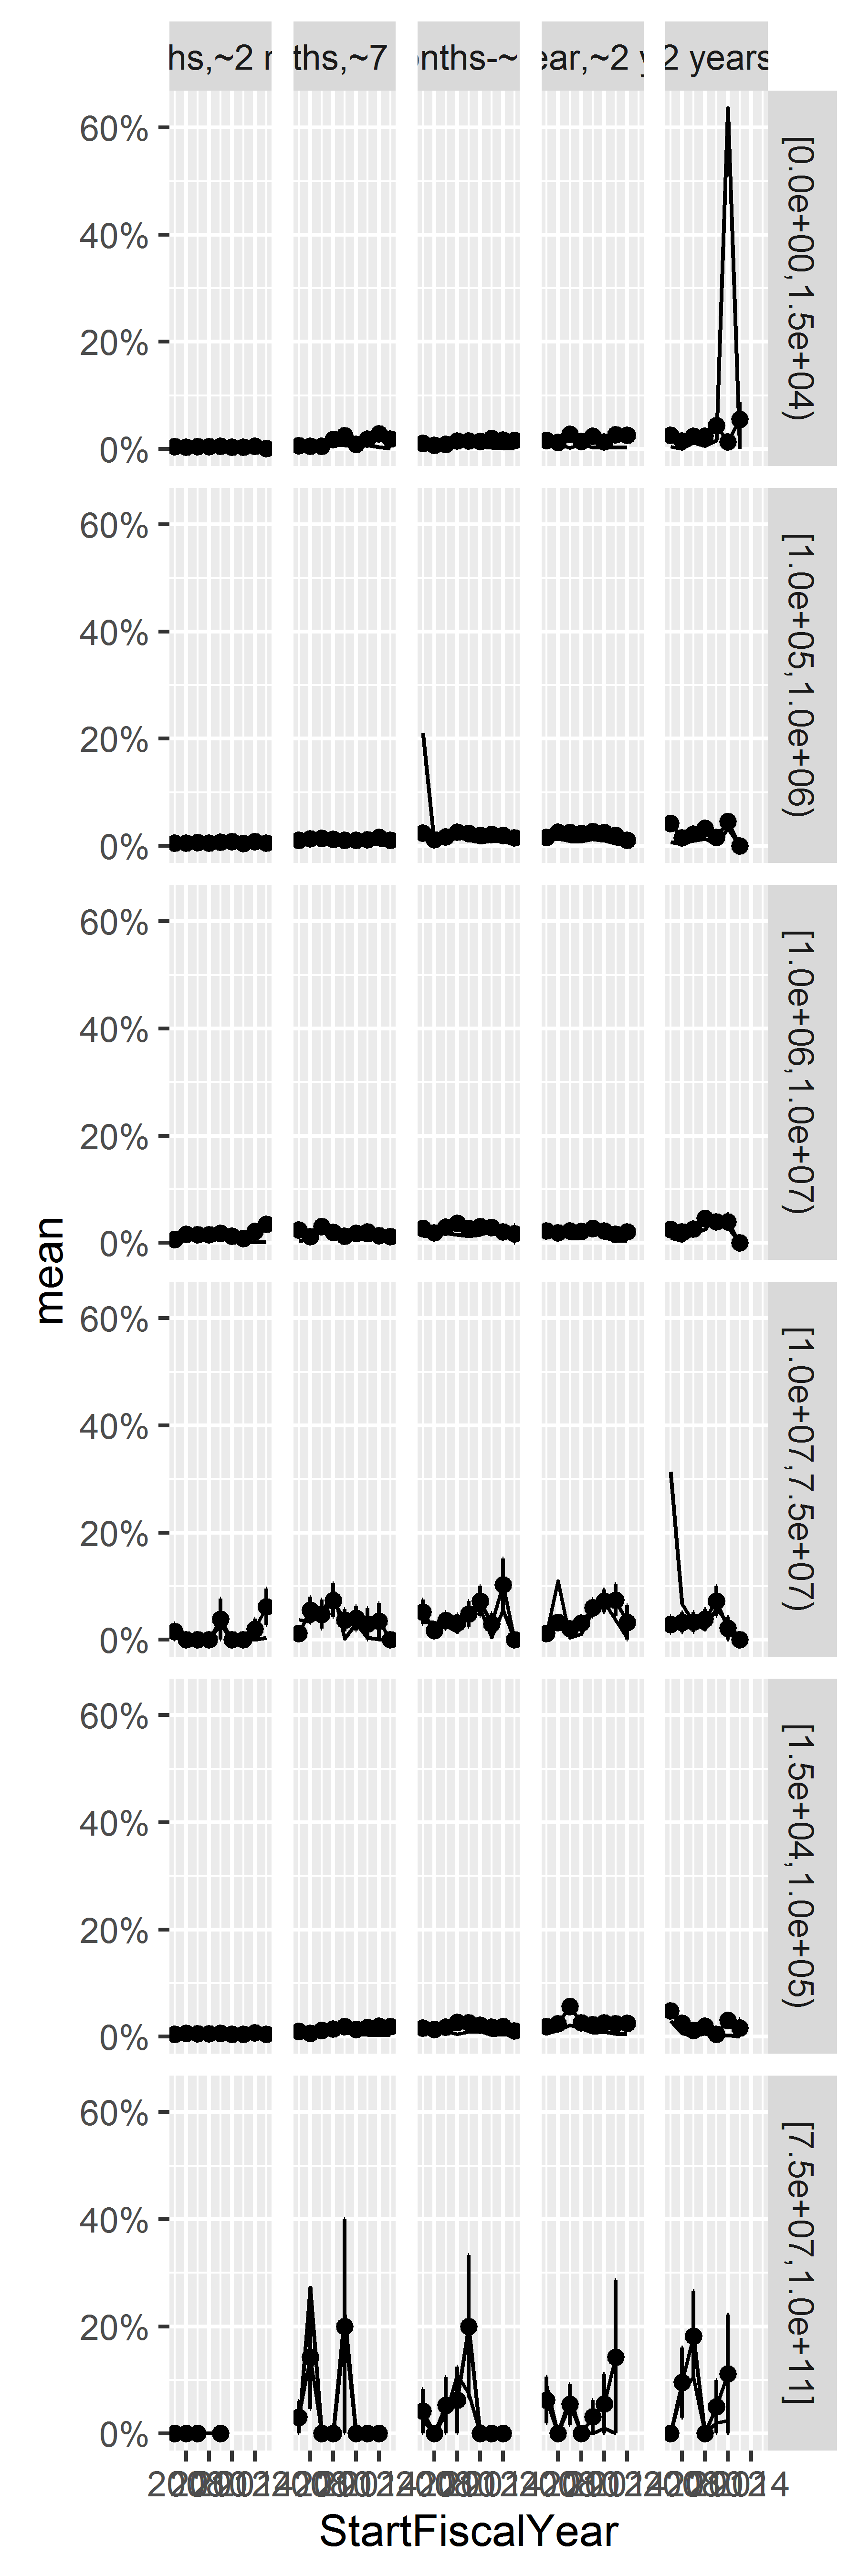 hs,~2
ths,~7
nths-~
ear,~2 y
2 years
60%
40%
20%
0%
[0.0e+00,1.5e+04)
60%
40%
20%
0%
[1.0e+05,1.0e+06)
60%
40%
20%
0%
[1.0e+06,1.0e+07)
60%
40%
20%
0%
[1.0e+07,7.5e+07)
60%
40%
20%
0%
[1.5e+04,1.0e+05)
60%
40%
20%
0%
[7.5e+07,1.0e+11]
mean
StartFiscalYear